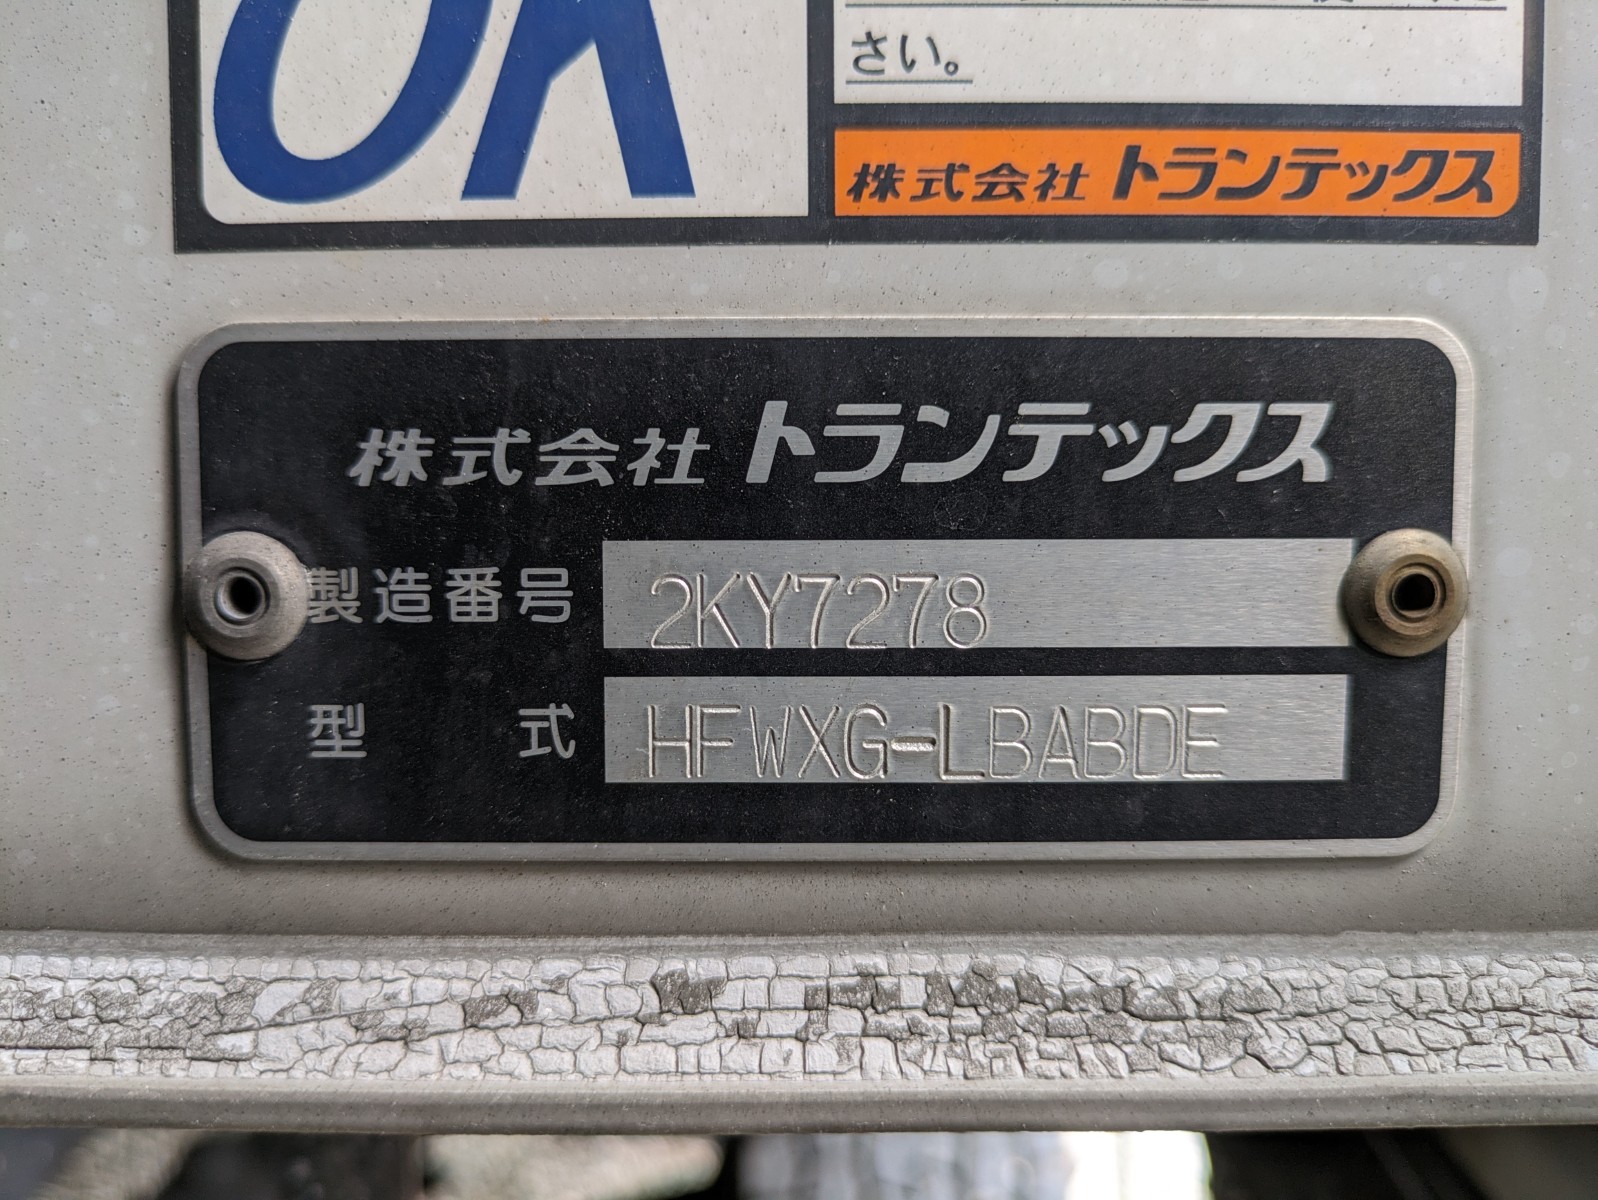 OK
さい。
株式会社 トランテックス
株式会社 トランテックス
製造番号 2KY7278
型式 HFWXG-LBABDE